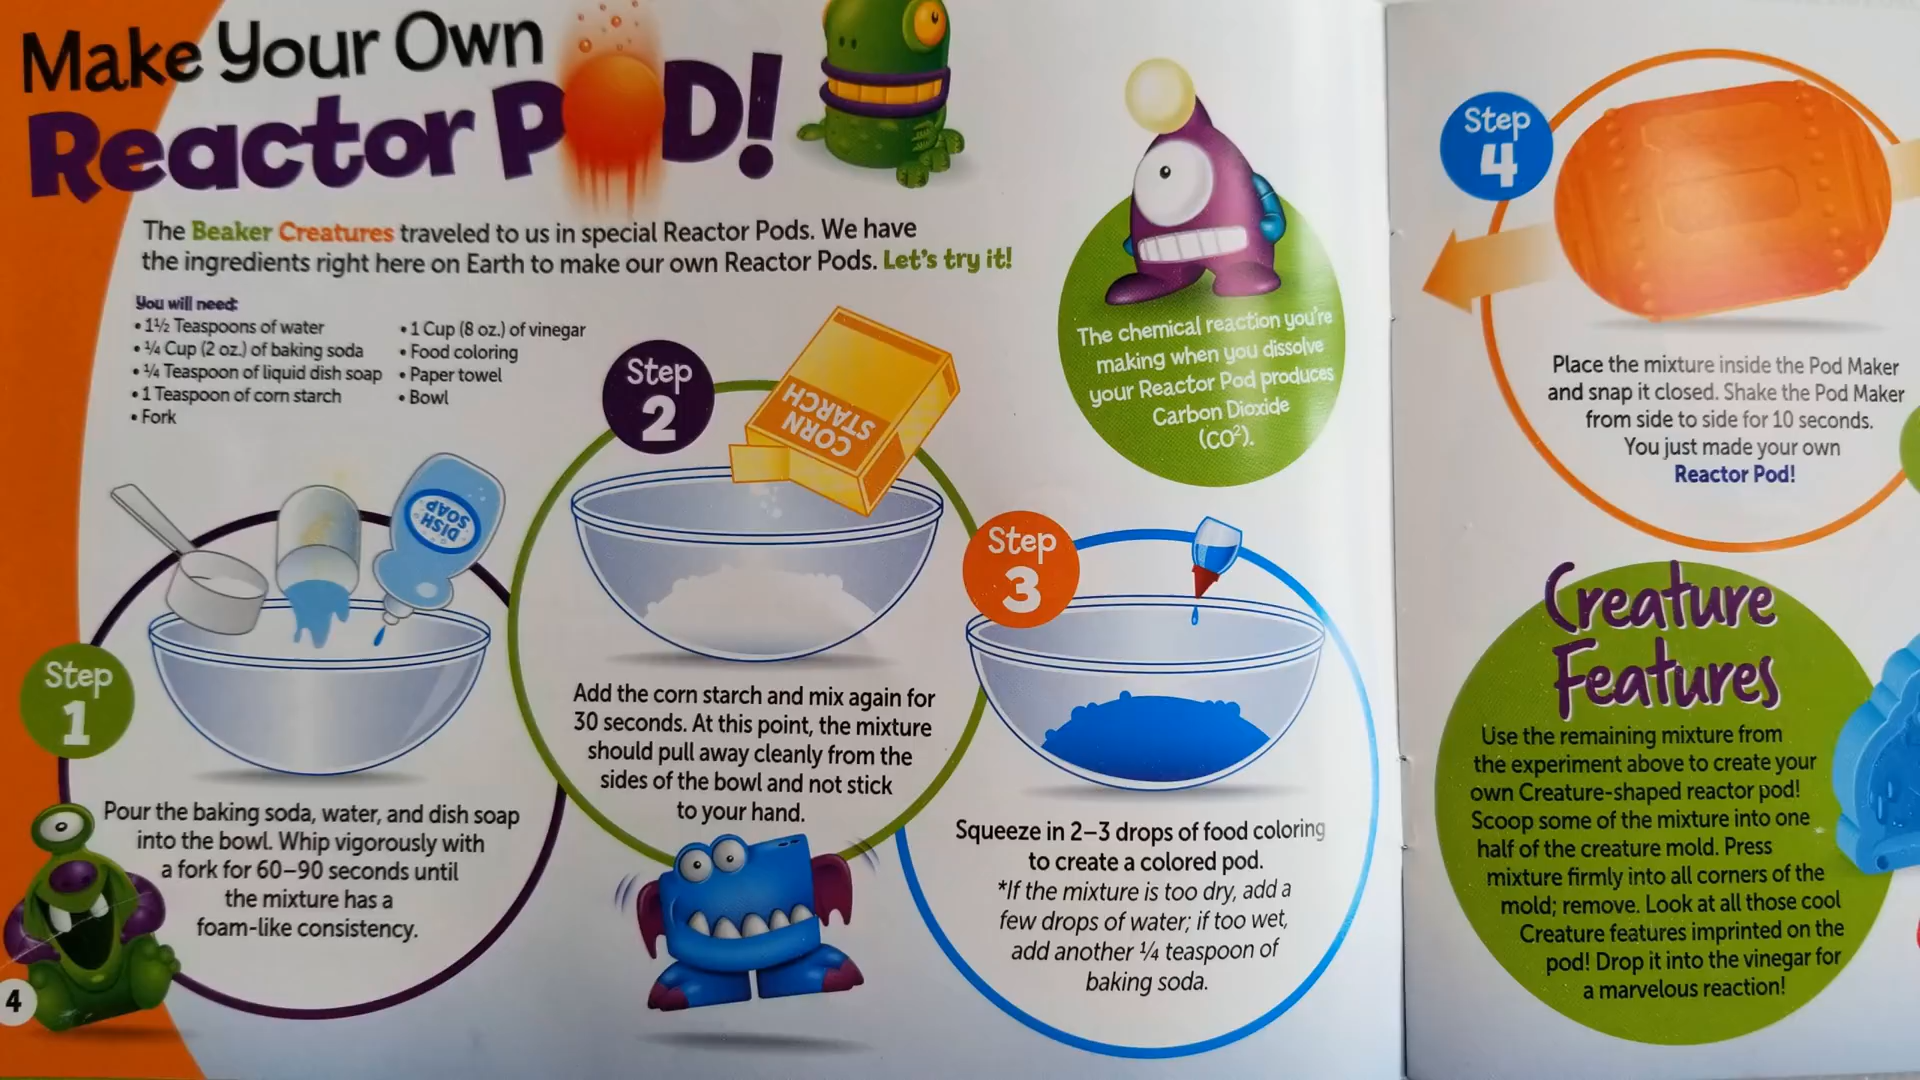 Make Your Own
Reactor POD!
The Beaker Creatures traveled to us in special Reactor Pods. We have
the ingredients right here on Earth to make our own Reactor Pods. Let's try it!
You will need:
• 1½ Teaspoons of water
• ¼ Cup (2 oz.) of baking soda
• ¼ Teaspoon of liquid dish soap
• 1 Teaspoon of corn starch
• Fork
• 1 Cup (8 oz.) of vinegar
• Food coloring
• Paper towel
• Bowl
DISH
SOAP
Step
1
Pour the baking soda, water, and dish soap
into the bowl. Whip vigorously with
a fork for 60–90 seconds until
the mixture has a
foam-like consistency.
Step
2
CORN
STARCH
Add the corn starch and mix again for
30 seconds. At this point, the mixture
should pull away cleanly from the
sides of the bowl and not stick
to your hand.
The chemical reaction you're
making when you dissolve
your Reactor Pod produces
Carbon Dioxide
(CO²).
Step
3
Squeeze in 2–3 drops of food coloring
to create a colored pod.
*If the mixture is too dry, add a
few drops of water; if too wet,
add another ¼ teaspoon of
baking soda.
4
Step
4
Place the mixture inside the Pod Maker
and snap it closed. Shake the Pod Maker
from side to side for 10 seconds.
You just made your own
Reactor Pod!
Creature
Features
Use the remaining mixture from
the experiment above to create your
own Creature-shaped reactor pod!
Scoop some of the mixture into one
half of the creature mold. Press
mixture firmly into all corners of the
mold; remove. Look at all those cool
Creature features imprinted on the
pod! Drop it into the vinegar for
a marvelous reaction!